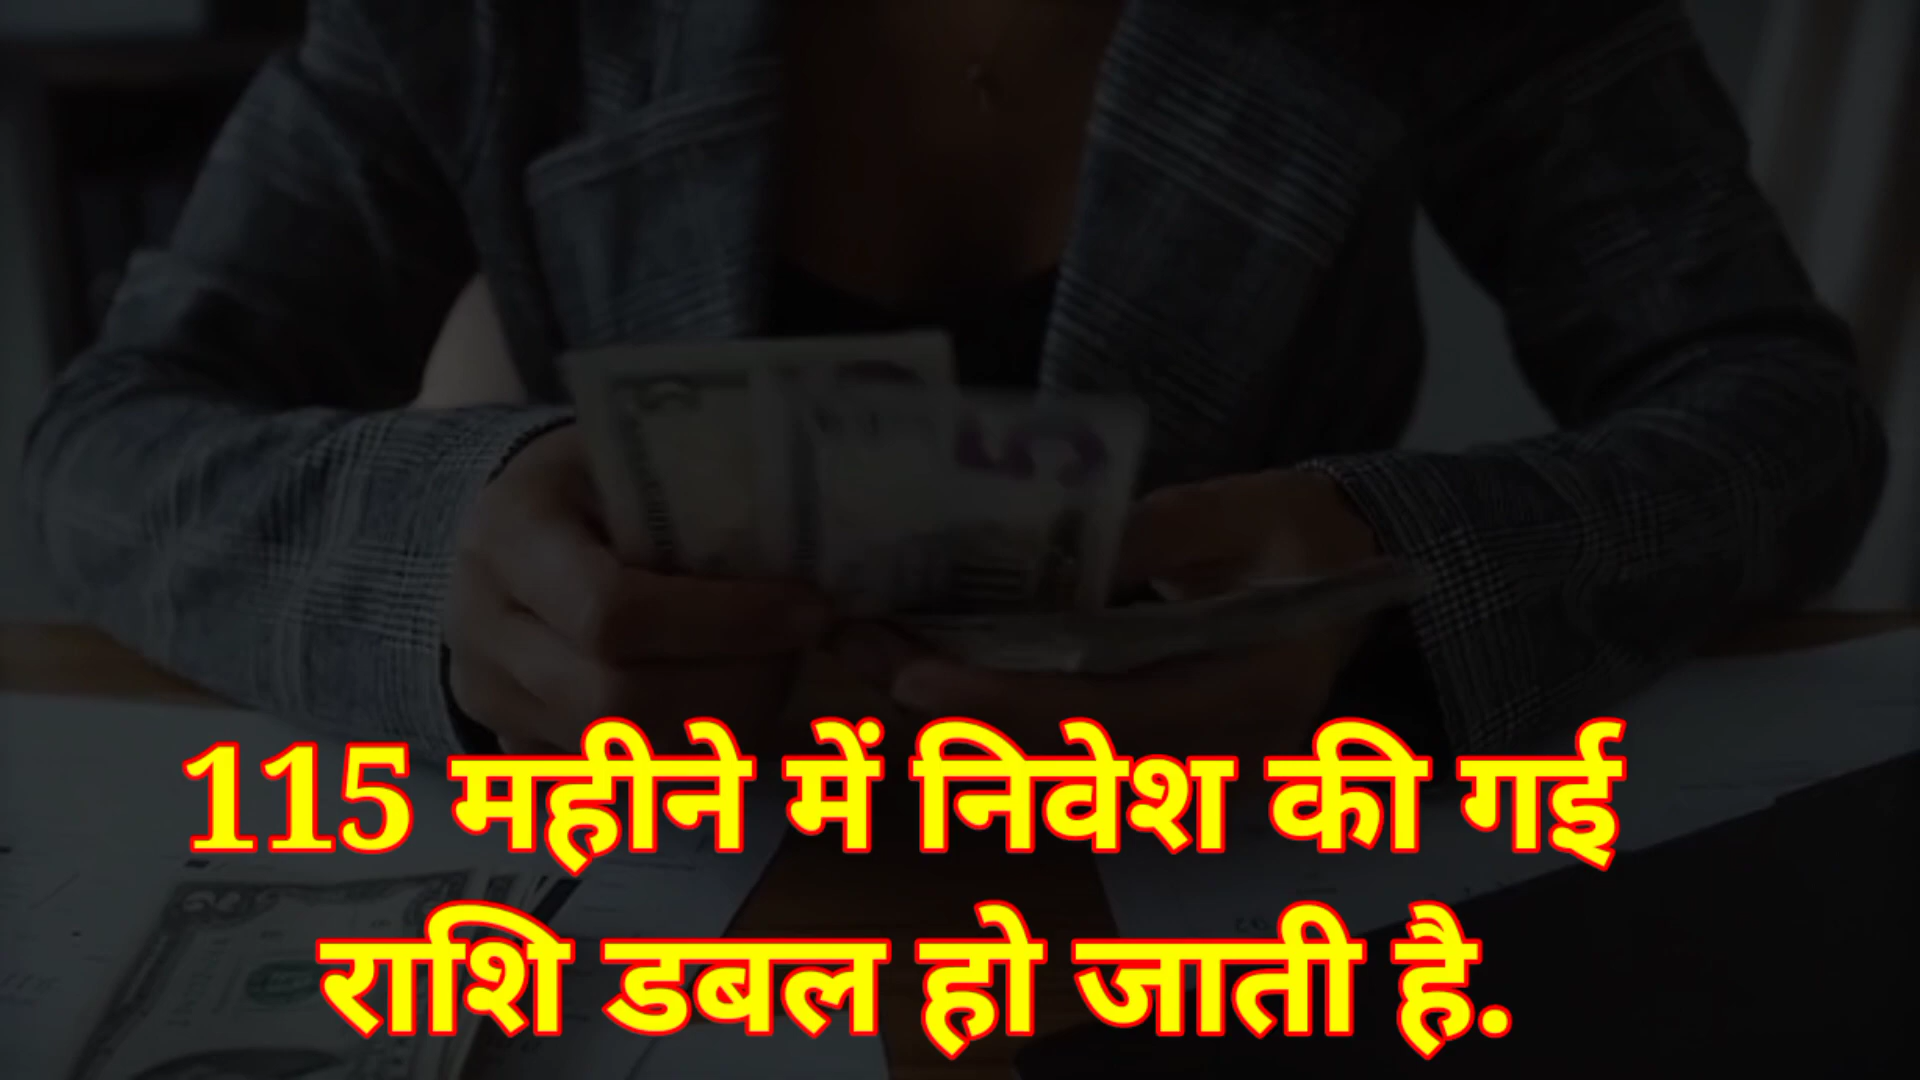 115 महीने में निवेश की गई
राशि डबल हो जाती है.